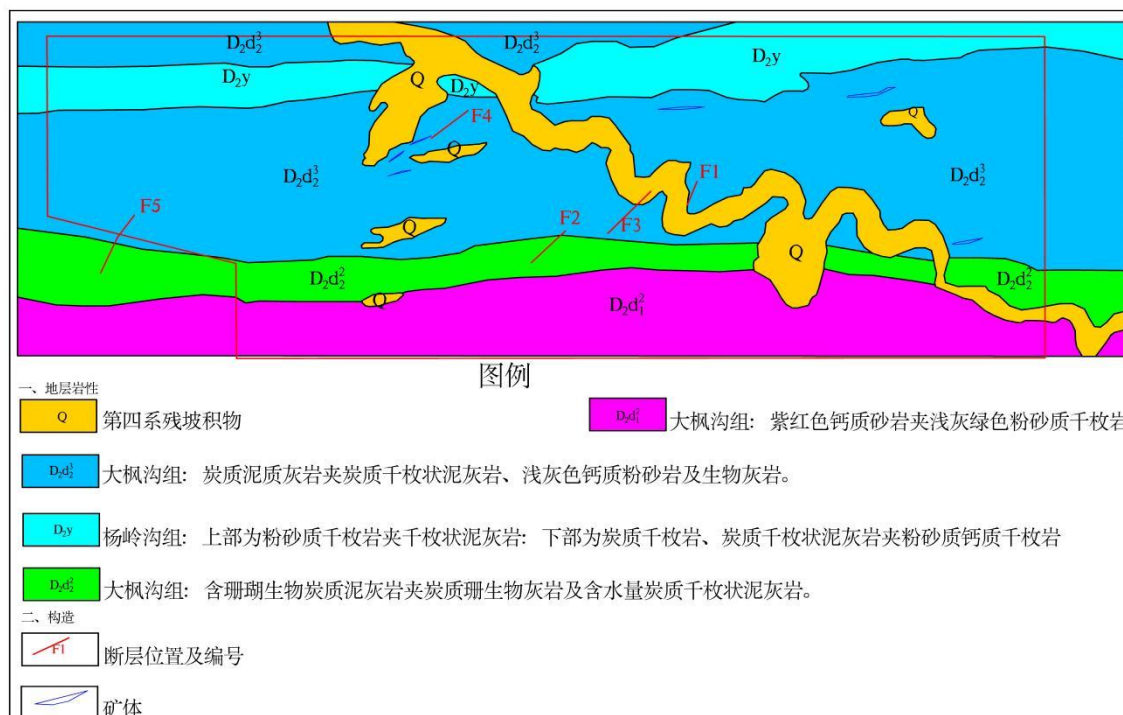 D₂d₂³ D₂d₂³
D₂y
D₂y Q D₂y
F4 Q
Q
D₂d₂³ F1 D₂d₂³
F5 F2 F3
Q
Q
D₂d₂² D₂d₂²
Q D₂d₁²
图例
一、地层岩性
Q 第四系残坡积物
D₂d₁² 大枫沟组：紫红色钙质砂岩夹浅灰绿色粉砂质千枚岩
D₂d₂³ 大枫沟组：炭质泥质灰岩夹炭质千枚状泥灰岩、浅灰色钙质粉砂岩及生物灰岩。
D₂y 杨岭沟组：上部为粉砂质千枚岩夹千枚状泥灰岩：下部为炭质千枚岩、炭质千枚状泥灰岩夹粉砂质钙质千枚岩
D₂d₂² 大枫沟组：含珊瑚生物炭质泥灰岩夹炭质珊生物灰岩及含水量炭质千枚状泥灰岩。
二、构造
F1 断层位置及编号
矿体